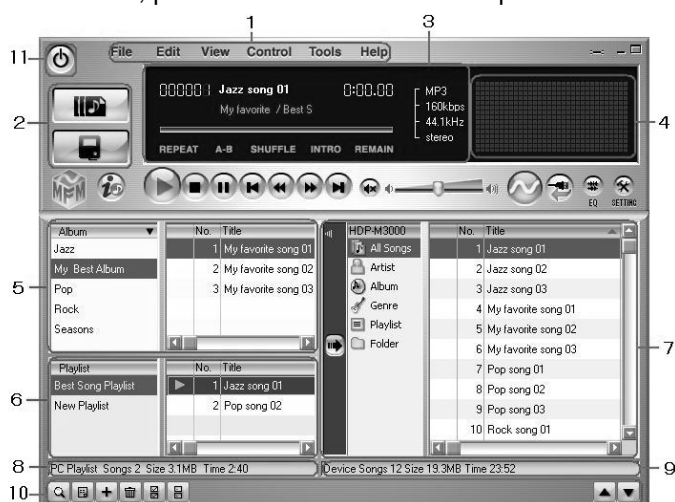 1
3
11
File Edit View Control Tools Help
00001 Jazz song 01 0:00.00
My favorite / Best S
MP3
160kbps
44.1kHz
stereo
2
4
REPEAT A-B SHUFFLE INTRO REMAIN
EQ SETTING
Album No. Title
Jazz
My Best Album
Pop
Rock
Seasons
1 My favorite song 01
2 My favorite song 02
3 My favorite song 03
5
HDP-M3000
All Songs
Artist
Album
Genre
Playlist
Folder
No. Title
1 Jazz song 01
2 Jazz song 02
3 Jazz song 03
4 My favorite song 01
5 My favorite song 02
6 My favorite song 03
7 Pop song 01
8 Pop song 02
9 Pop song 03
10 Rock song 01
7
Playlist No. Title
Best Song Playlist
New Playlist
1 Jazz song 01
2 Pop song 02
6
8
PC Playlist Songs 2 Size 3.1MB Time 2:40
Device Songs 12 Size 19.3MB Time 23:52
9
10